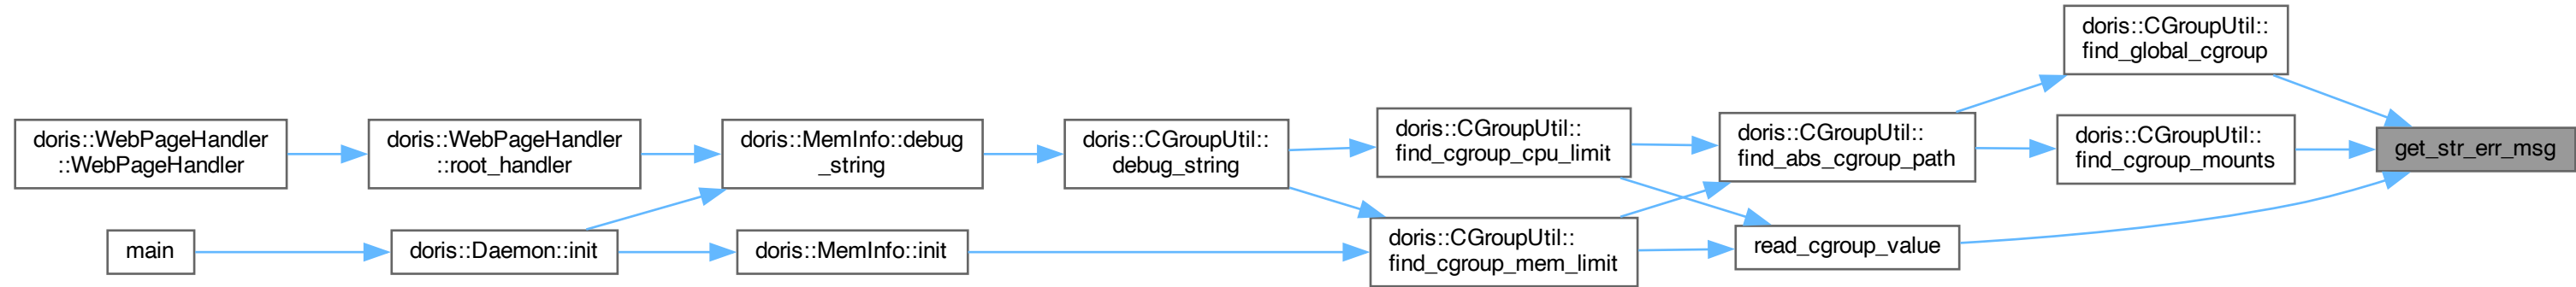 doris::WebPageHandler
::WebPageHandler
doris::WebPageHandler
::root_handler
doris::MemInfo::debug
_string
doris::CGroupUtil::
debug_string
doris::CGroupUtil::
find_cgroup_cpu_limit
doris::CGroupUtil::
find_abs_cgroup_path
doris::CGroupUtil::
find_global_cgroup
doris::CGroupUtil::
find_cgroup_mounts
get_str_err_msg
main
doris::Daemon::init
doris::MemInfo::init
doris::CGroupUtil::
find_cgroup_mem_limit
read_cgroup_value